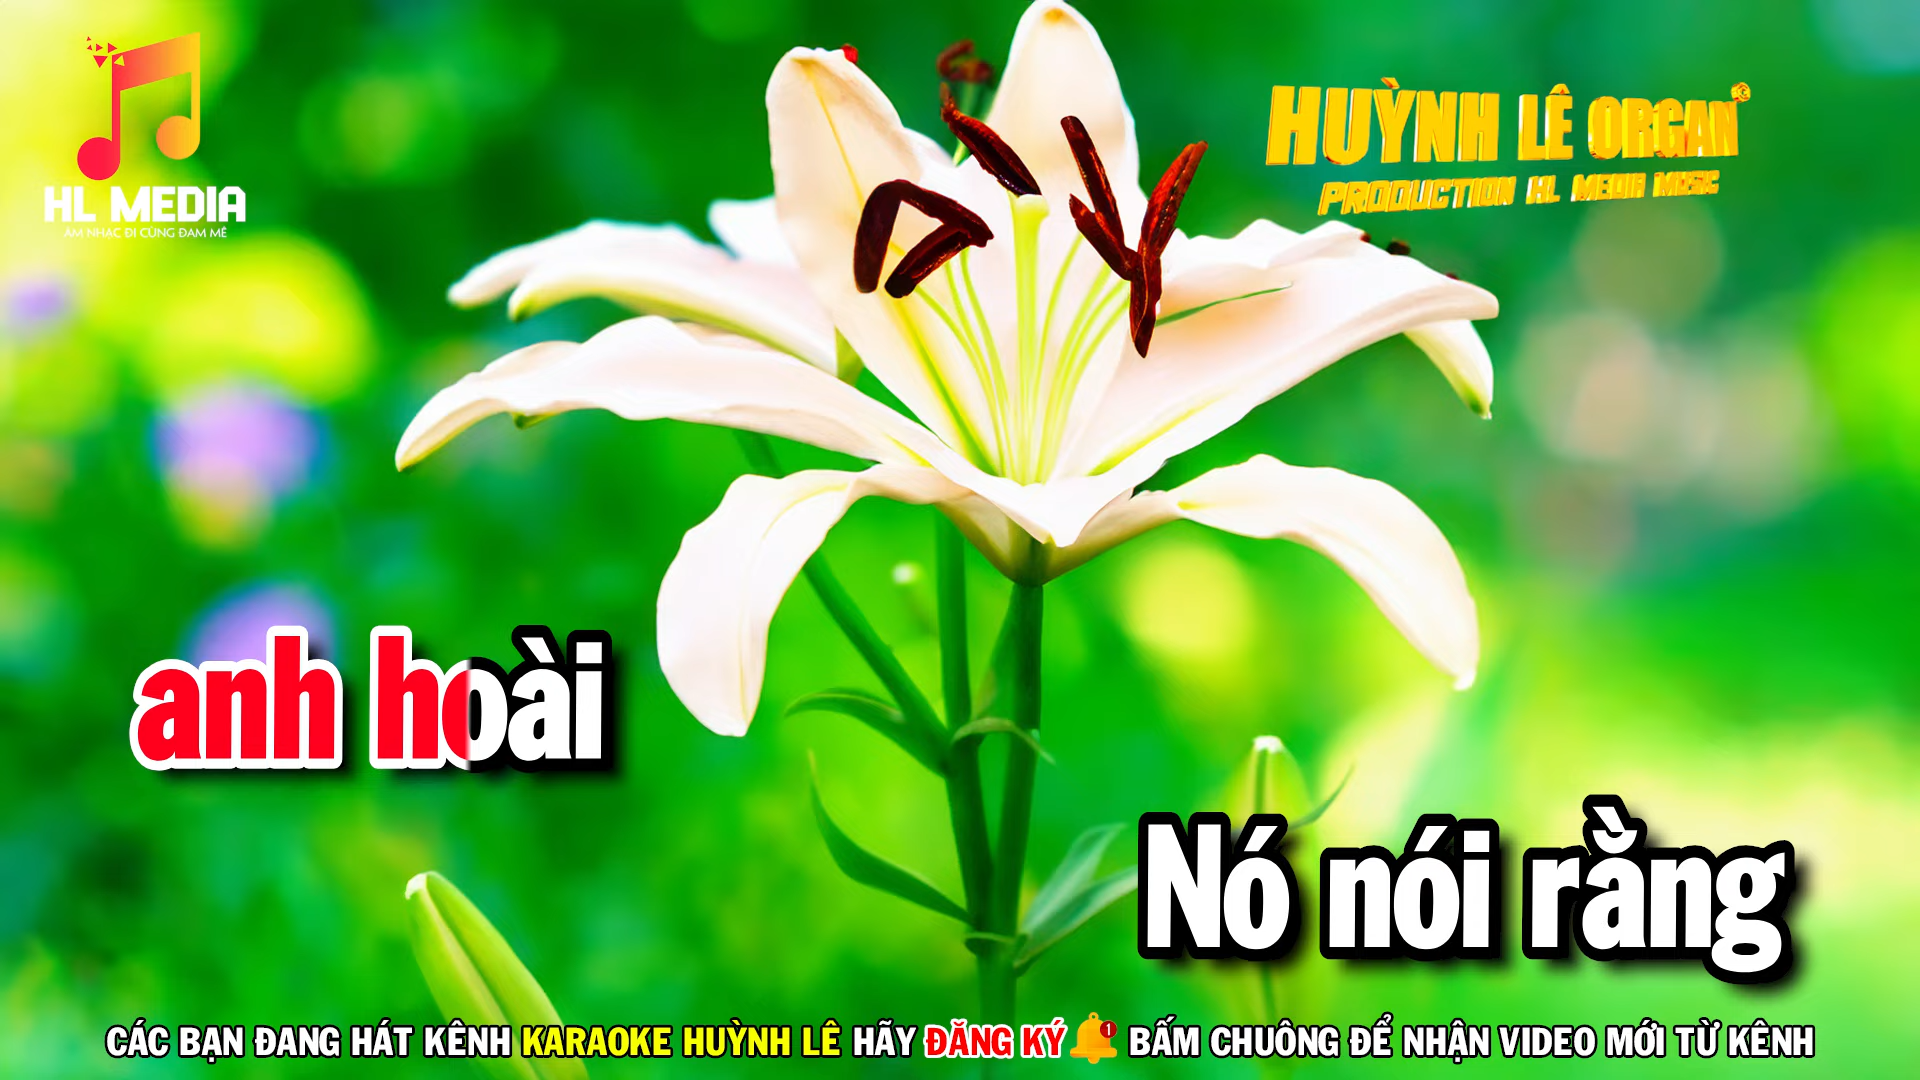 HL MEDIA
ÂM NHẠC ĐI CÙNG ĐAM MÊ
HUỲNH LÊ ORGAN
PRODUCTION HL MEDIA MUSIC
anh hoài
Nó nói rằng
CÁC BẠN ĐANG HÁT KÊNH KARAOKE HUỲNH LÊ HÃY ĐĂNG KÝ 1 BẤM CHUÔNG ĐỂ NHẬN VIDEO MỚI TỪ KÊNH